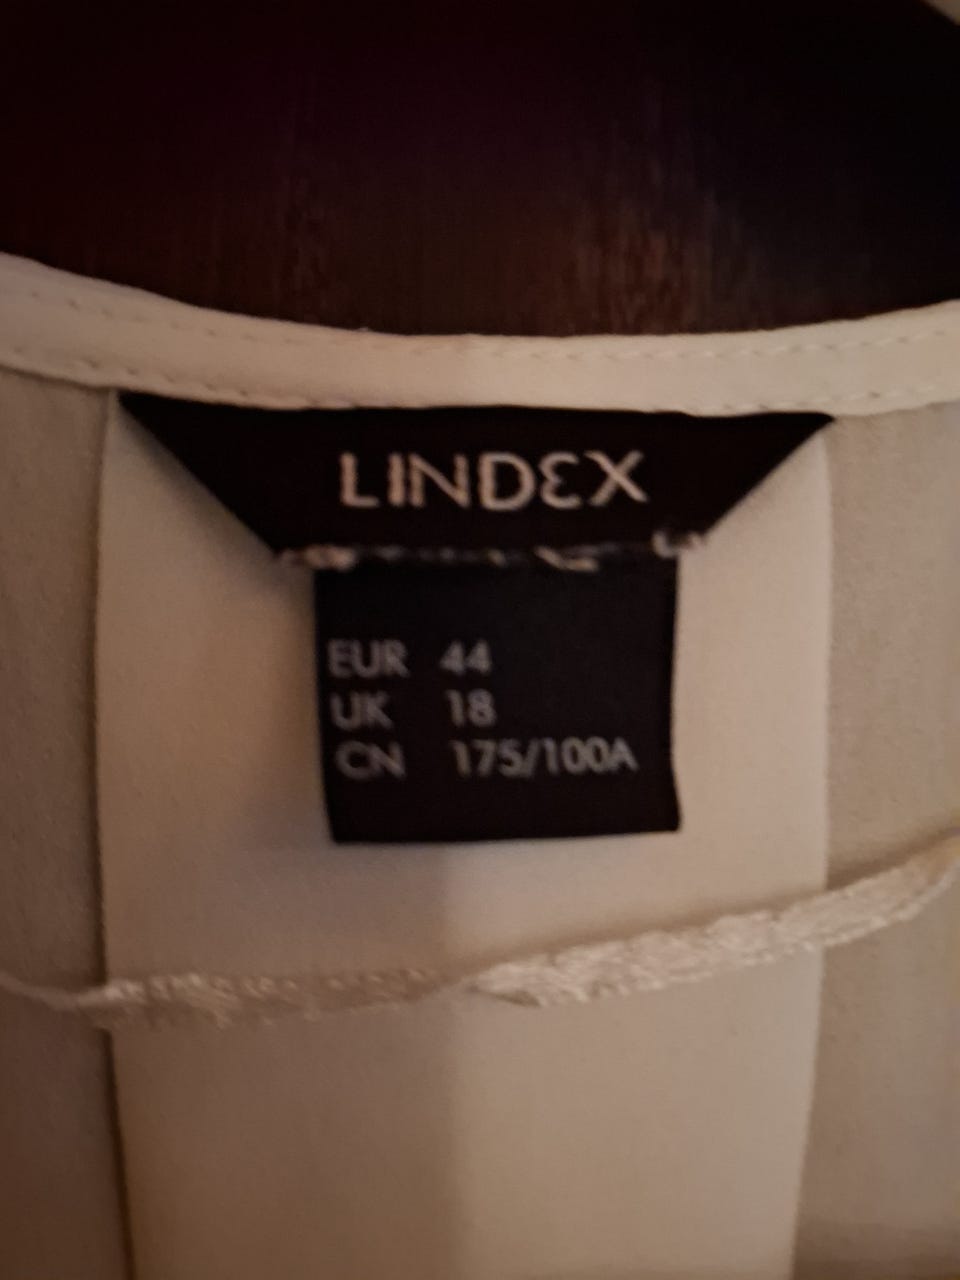 LINDEX
EUR 44
UK 18
CN 175/100A